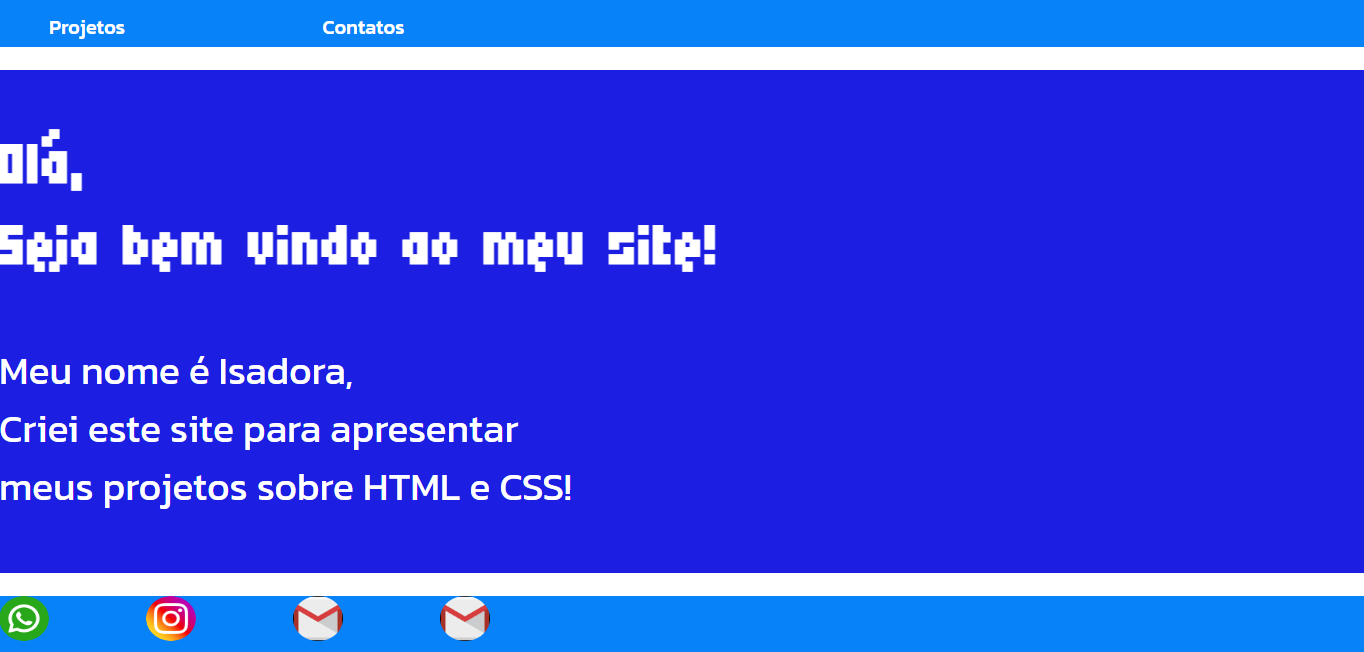 Projetos Contatos
Olá,
Seja bem vindo ao meu site!
Meu nome é Isadora,
Criei este site para apresentar
meus projetos sobre HTML e CSS!